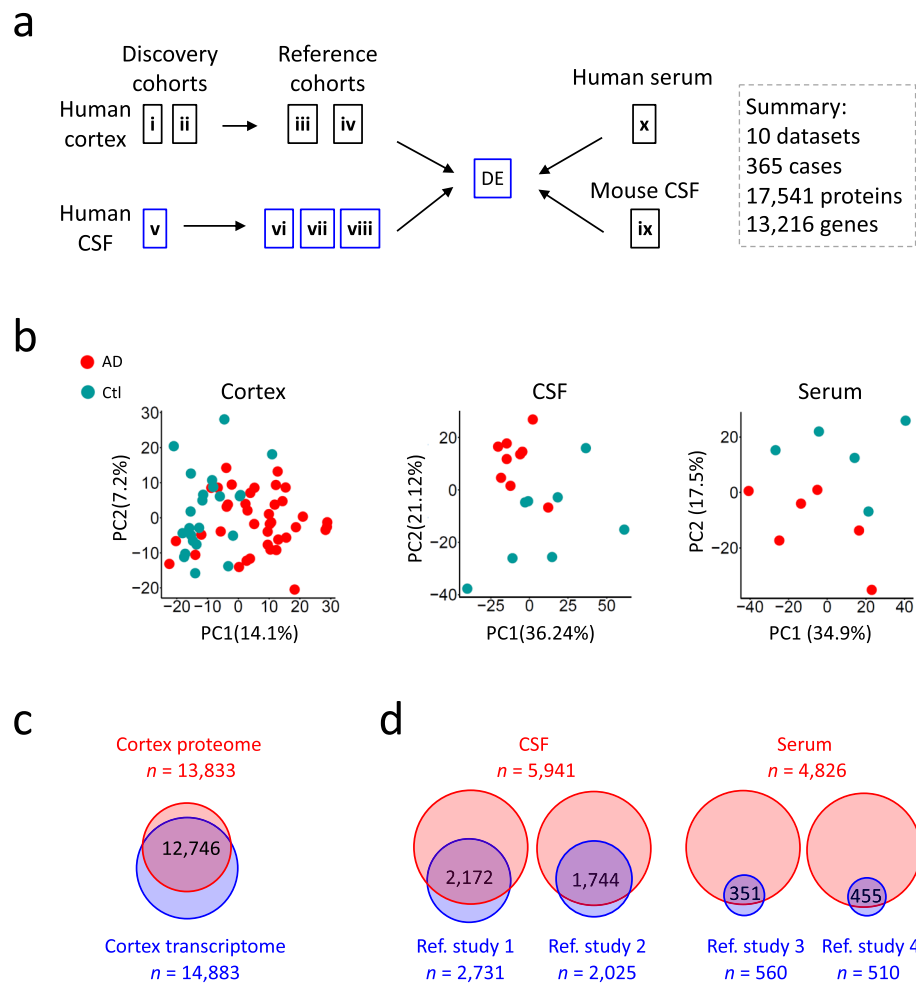 a
Discovery cohorts
Reference cohorts
Human cortex
i ii
iii iv
Human serum
x
DE
Human CSF
v
vi vii viii
Mouse CSF
ix
Summary:
10 datasets
365 cases
17,541 proteins
13,216 genes
b
AD
Ctl
Cortex
PC2(7.2%)
30
20
10
0
−10
−20
−20 −10 0 10 20 30
PC1(14.1%)
CSF
PC2(21.12%)
20
0
−20
−40
−25 0 25 50
PC1(36.24%)
Serum
PC2 (17.5%)
20
0
−20
−40 −20 0 20 40
PC1 (34.9%)
c
Cortex proteome
n = 13,833
12,746
Cortex transcriptome
n = 14,883
d
CSF
n = 5,941
2,172
1,744
Ref. study 1
n = 2,731
Ref. study 2
n = 2,025
Serum
n = 4,826
351
455
Ref. study 3
n = 560
Ref. study 4
n = 510